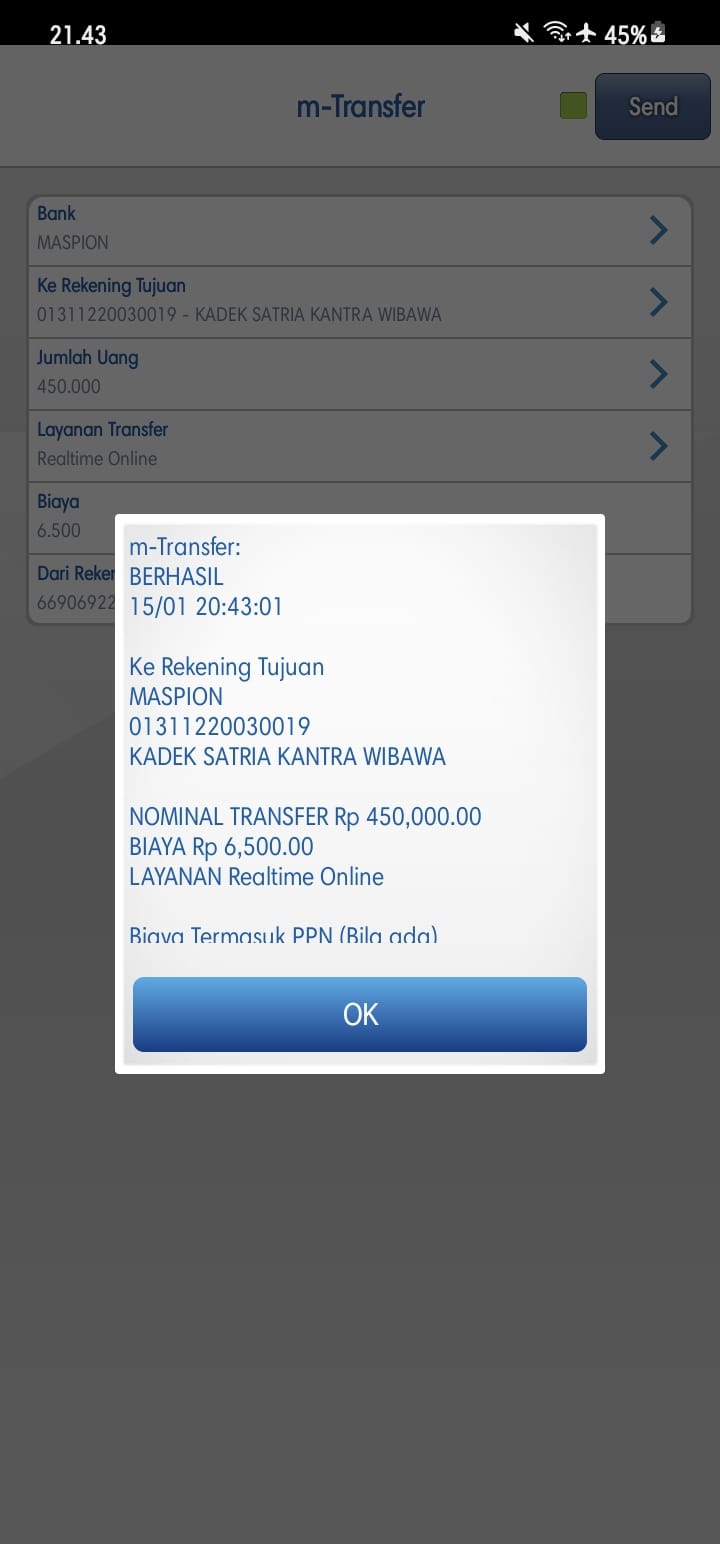 21.43
45%
m-Transfer
Send
Bank
MASPION
Ke Rekening Tujuan
01311220030019 - KADEK SATRIA KANTRA WIBAWA
Jumlah Uang
450.000
Layanan Transfer
Realtime Online
Biaya
6.500
Dari Reker
66906922
m-Transfer:
BERHASIL
15/01 20:43:01
Ke Rekening Tujuan
MASPION
01311220030019
KADEK SATRIA KANTRA WIBAWA
NOMINAL TRANSFER Rp 450,000.00
BIAYA Rp 6,500.00
LAYANAN Realtime Online
Biaya Termasuk PPN (Bila ada)
OK